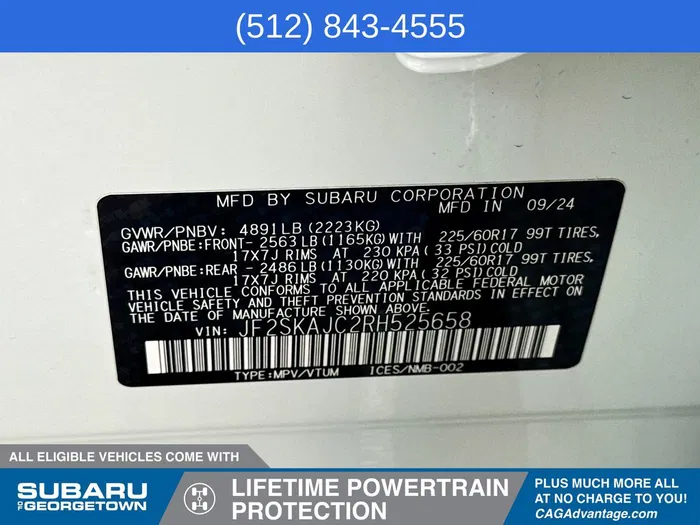 (512) 843-4555
MFD BY SUBARU CORPORATION
MFD IN 09/24
GVWR/PNBV: 4891LB (2223KG)
GAWR/PNBE:FRONT- 2563 LB (1165KG) WITH 225/60R17 99T TIRES,
17X7J RIMS AT 230 KPA (33 PSI) COLD
GAWR/PNBE:REAR - 2486 LB (1130KG) WITH 225/60R17 99T TIRES,
17X7J RIMS AT 220 KPA (32 PSI) COLD
THIS VEHICLE CONFORMS TO ALL APPLICABLE FEDERAL MOTOR
VEHICLE SAFETY AND THEFT PREVENTION STANDARDS IN EFFECT ON
THE DATE OF MANUFACTURE SHOWN ABOVE.
VIN: JF2SKAJC2RH525658
TYPE:MPV/VTUM ICES/NMB-002
ALL ELIGIBLE VEHICLES COME WITH
SUBARU
OF GEORGETOWN
LIFETIME POWERTRAIN
PROTECTION
PLUS MUCH MORE ALL
AT NO CHARGE TO YOU!
CAGAdvantage.com